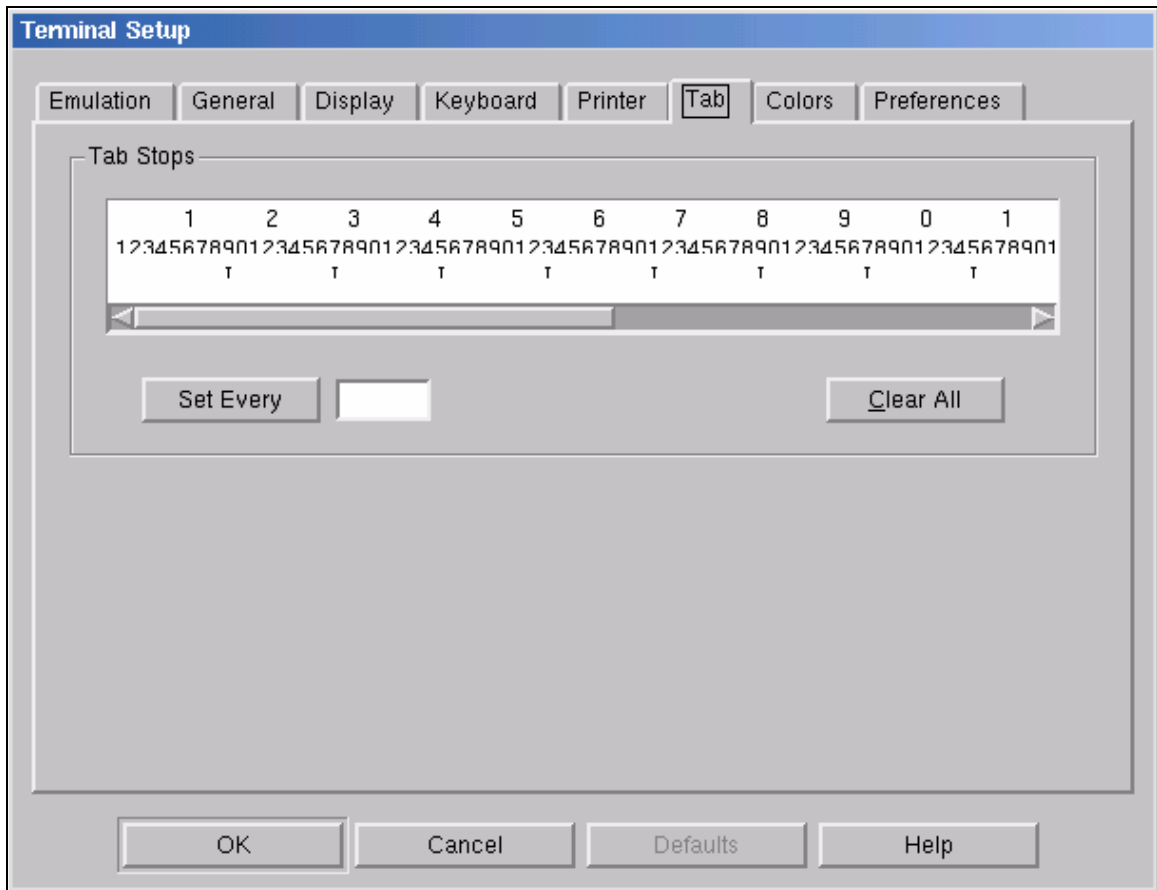 Terminal Setup
Emulation General Display Keyboard Printer Tab Colors Preferences
Tab Stops
1 2 3 4 5 6 7 8 9 0 1
12345678901234567890123456789012345678901234567890123456789012345678901
T T T T T T T T
Set Every Clear All
OK Cancel Defaults Help